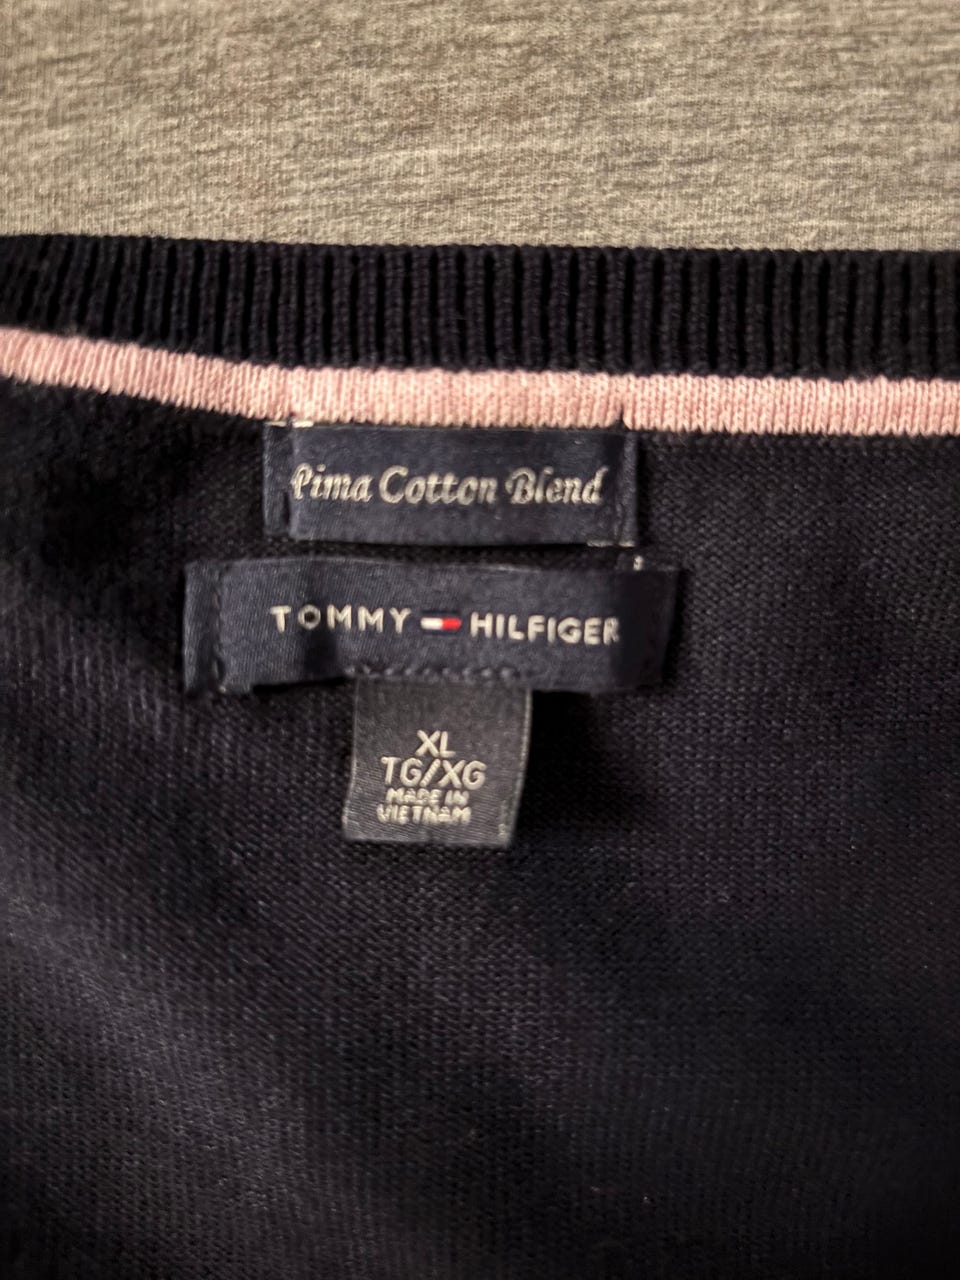 Pima Cotton Blend
TOMMY HILFIGER
XL
TG/XG
MADE IN
VIETNAM